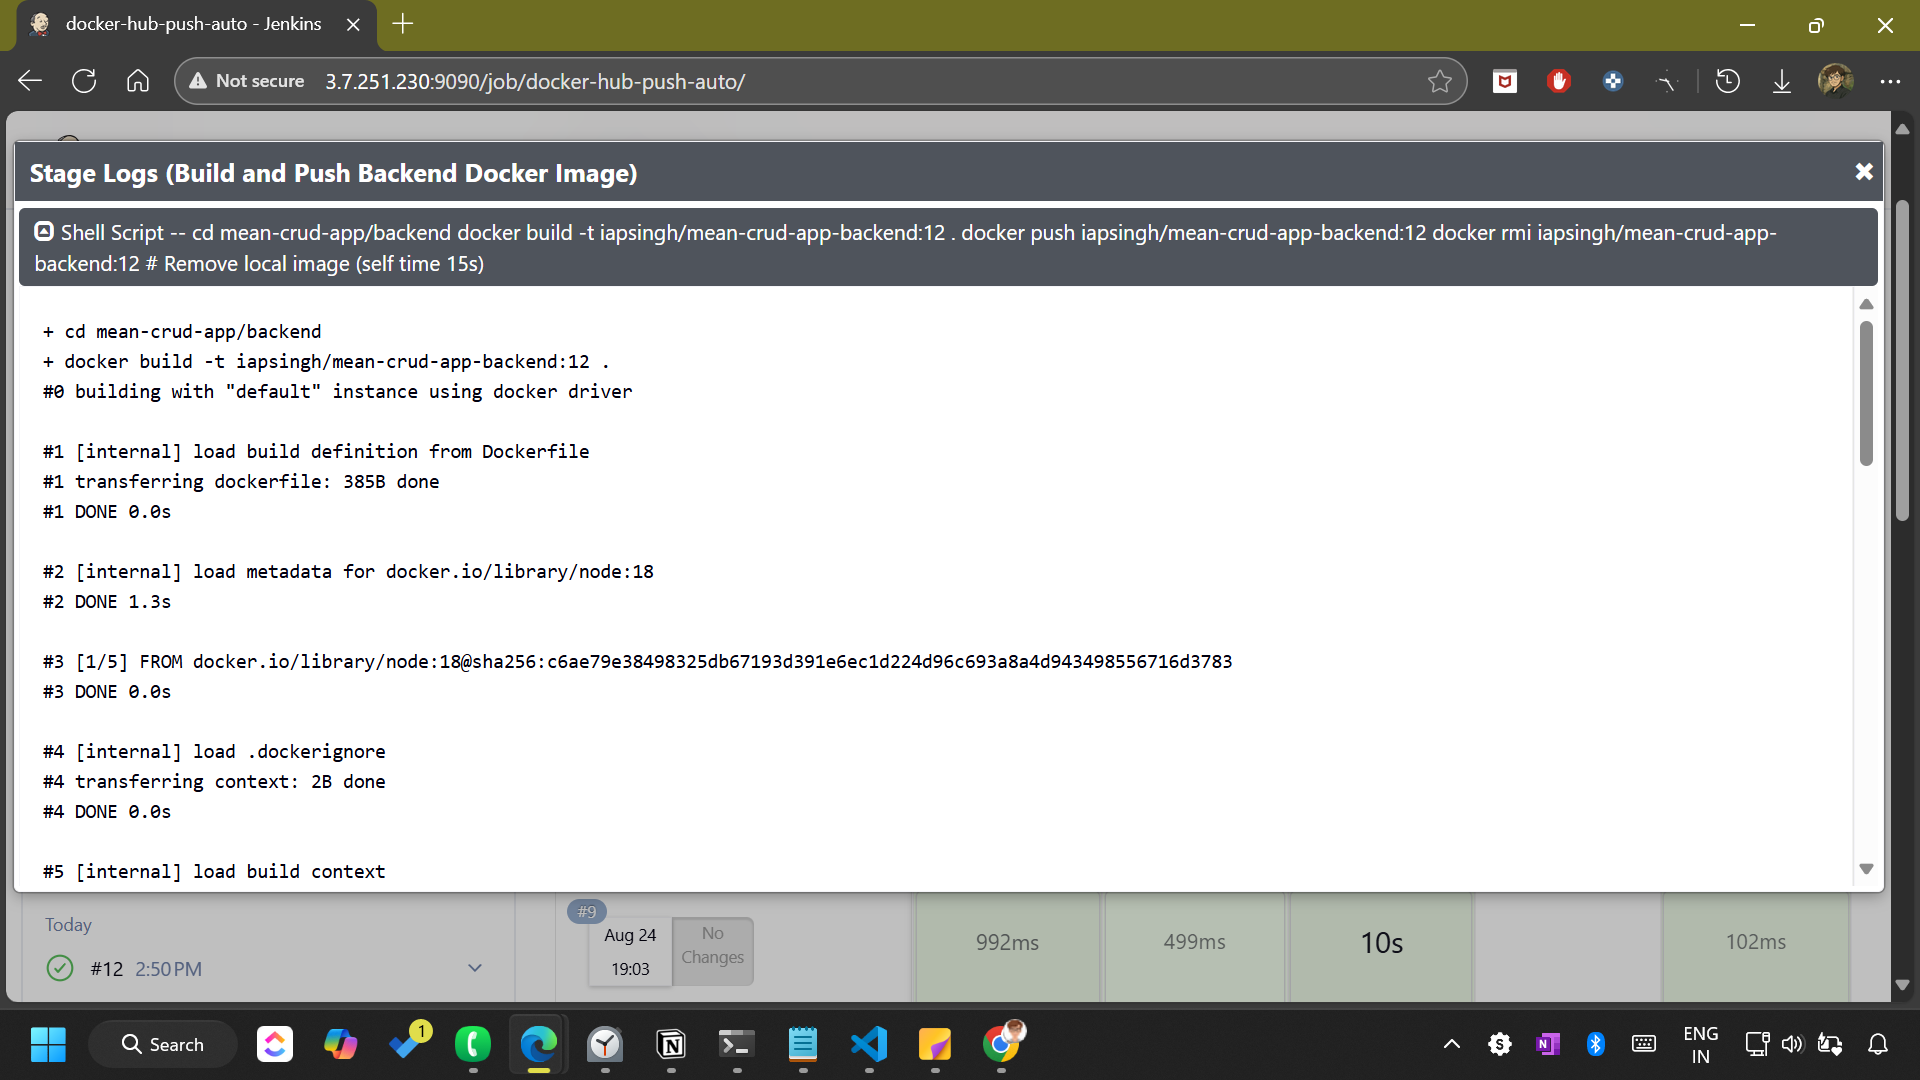 docker-hub-push-auto - Jenkins
Not secure 3.7.251.230:9090/job/docker-hub-push-auto/
Stage Logs (Build and Push Backend Docker Image)
Shell Script -- cd mean-crud-app/backend docker build -t iapsingh/mean-crud-app-backend:12 . docker push iapsingh/mean-crud-app-backend:12 docker rmi iapsingh/mean-crud-app-
backend:12 # Remove local image (self time 15s)
+ cd mean-crud-app/backend
+ docker build -t iapsingh/mean-crud-app-backend:12 .
#0 building with "default" instance using docker driver
#1 [internal] load build definition from Dockerfile
#1 transferring dockerfile: 385B done
#1 DONE 0.0s
#2 [internal] load metadata for docker.io/library/node:18
#2 DONE 1.3s
#3 [1/5] FROM docker.io/library/node:18@sha256:c6ae79e38498325db67193d391e6ec1d224d96c693a8a4d943498556716d3783
#3 DONE 0.0s
#4 [internal] load .dockerignore
#4 transferring context: 2B done
#4 DONE 0.0s
#5 [internal] load build context
Today
#12 2:50 PM
#9
Aug 24
19:03
No
Changes
992ms
499ms
10s
102ms
Search
1
ENG
IN